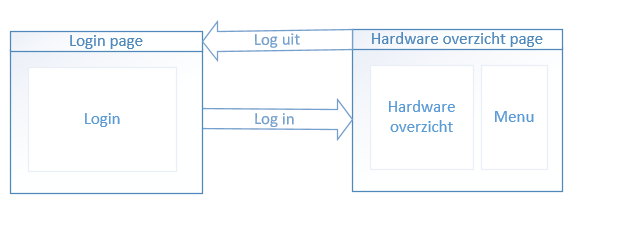 Login page
Log uit
Hardware overzicht page
Login
Log in
Hardware
overzicht
Menu